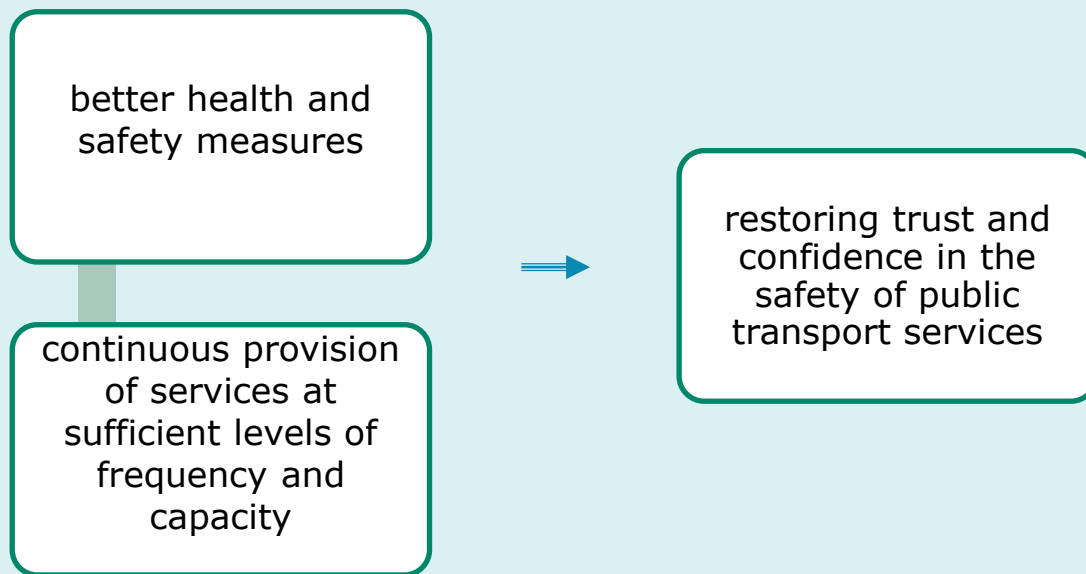 better health and
safety measures
continuous provision
of services at
sufficient levels of
frequency and
capacity
restoring trust and
confidence in the
safety of public
transport services